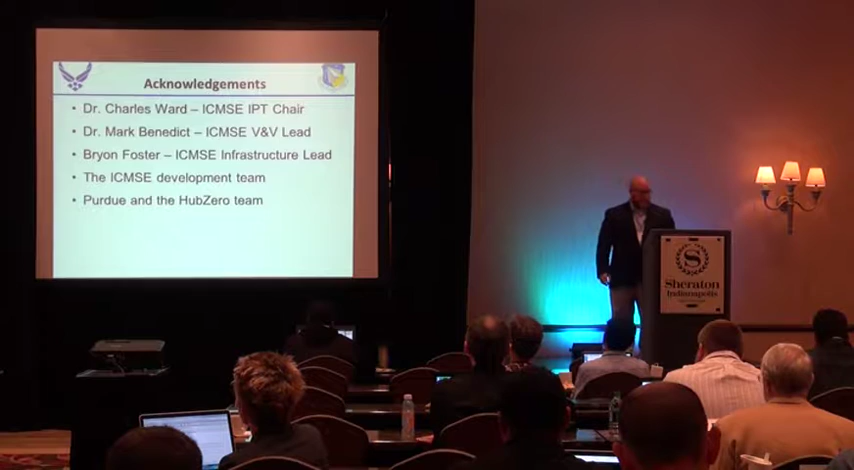 Acknowledgements
• Dr. Charles Ward – ICMSE IPT Chair
• Dr. Mark Benedict – ICMSE V&V Lead
• Bryon Foster – ICMSE Infrastructure Lead
• The ICMSE development team
• Purdue and the HubZero team
S
Sheraton
Indianapolis